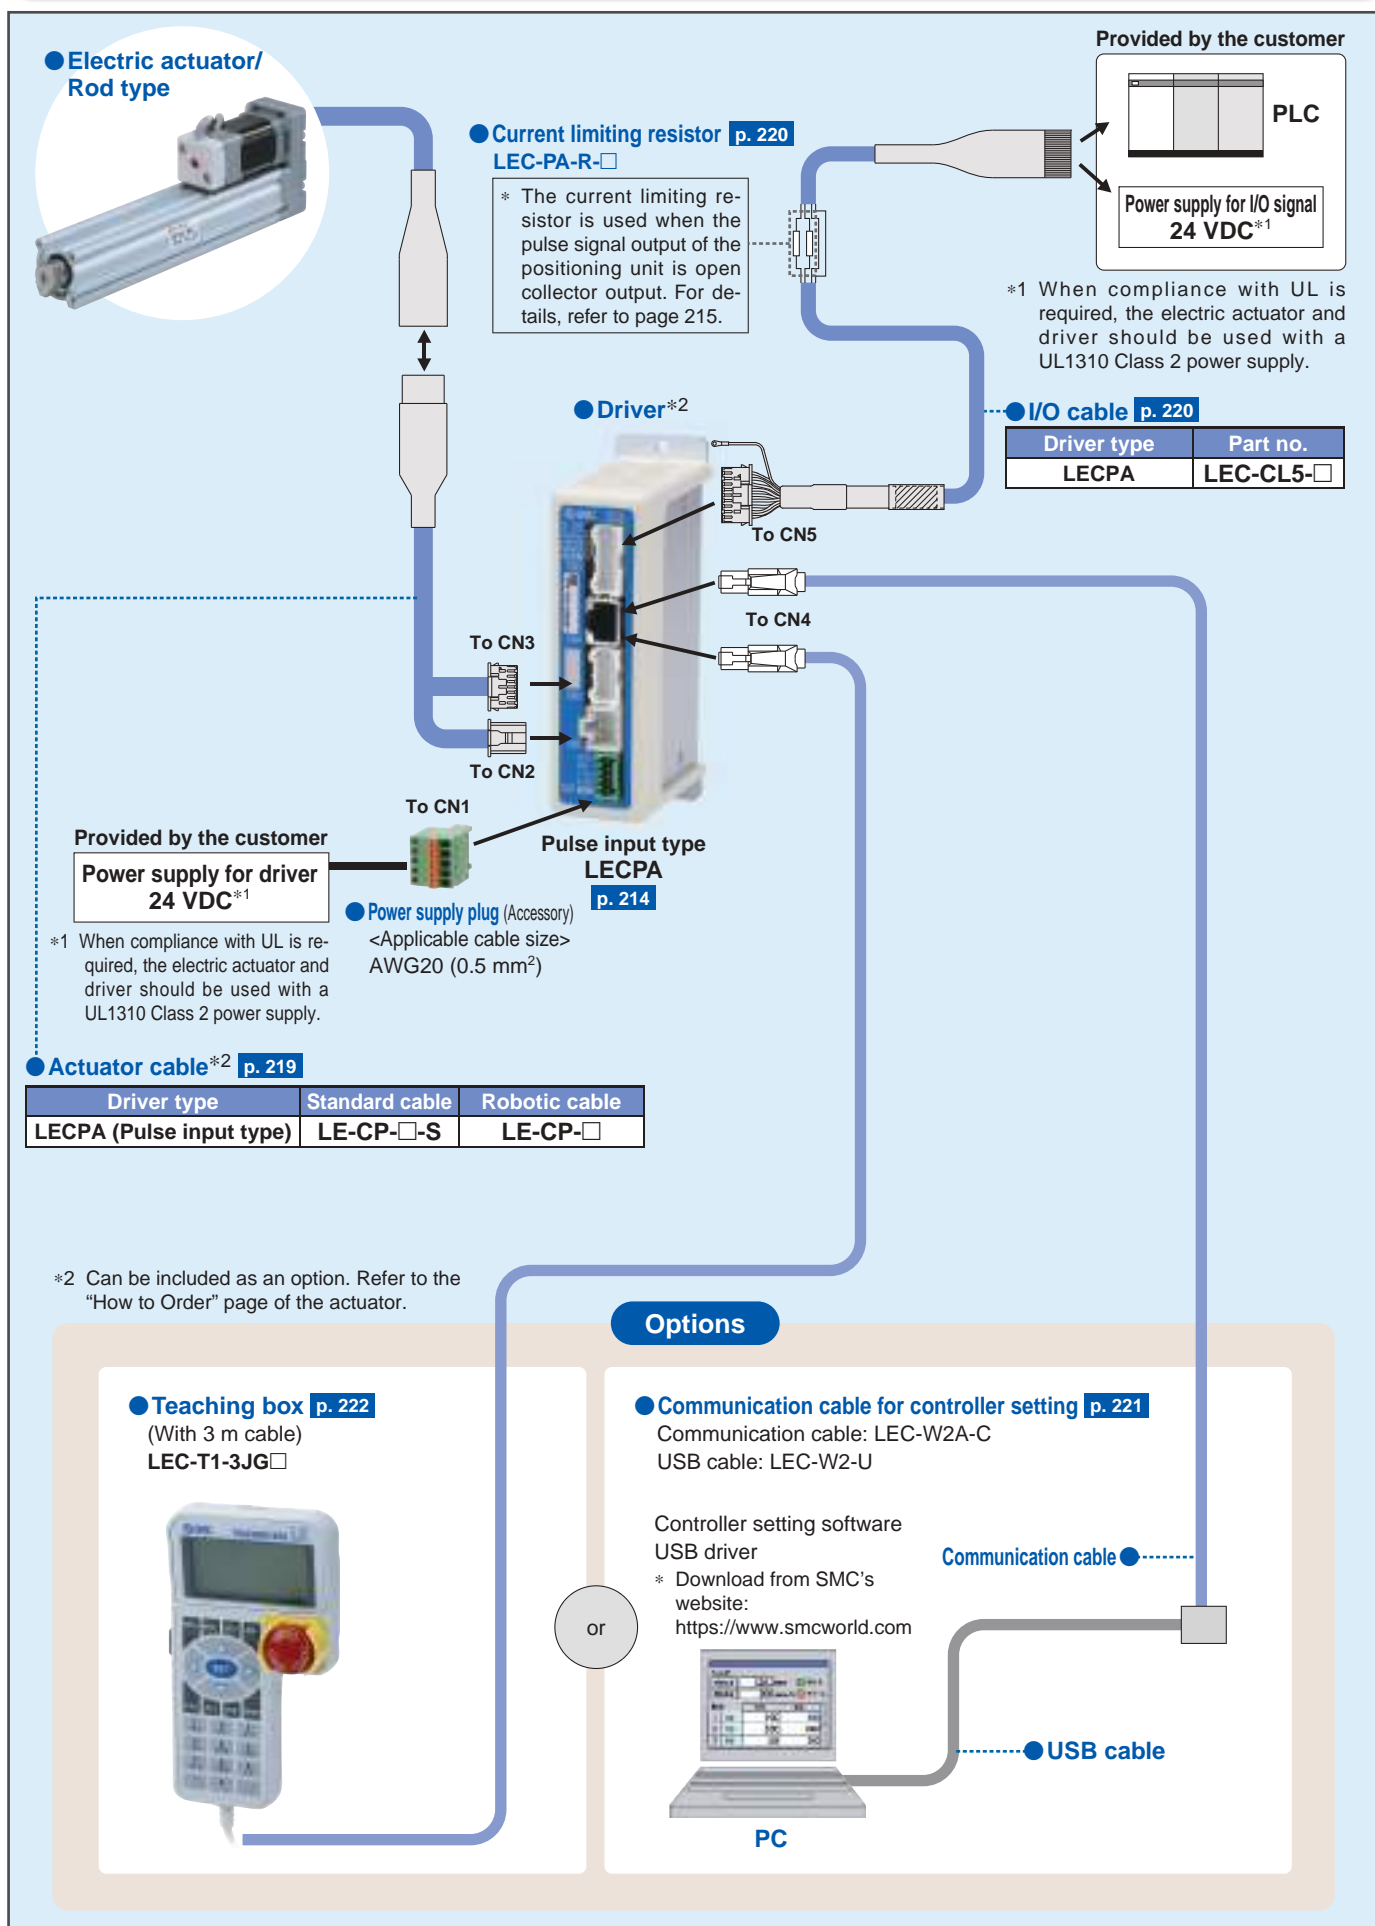 Electric actuator/
Rod type
Current limiting resistor p. 220
LEC-PA-R-□
* The current limiting re-
sistor is used when the
pulse signal output of the
positioning unit is open
collector output. For de-
tails, refer to page 215.
Provided by the customer
PLC
Power supply for I/O signal
24 VDC*1
*1 When compliance with UL is
required, the electric actuator and
driver should be used with a
UL1310 Class 2 power supply.
I/O cable p. 220
Driver type Part no.
LECPA LEC-CL5-□
Driver*2
To CN5
To CN4
To CN3
To CN2
To CN1
Pulse input type
LECPA
p. 214
Provided by the customer
Power supply for driver
24 VDC*1
*1 When compliance with UL is re-
quired, the electric actuator and
driver should be used with a
UL1310 Class 2 power supply.
Power supply plug (Accessory)
<Applicable cable size>
AWG20 (0.5 mm²)
Actuator cable*2 p. 219
Driver type Standard cable Robotic cable
LECPA (Pulse input type) LE-CP-□-S LE-CP-□
*2 Can be included as an option. Refer to the
“How to Order” page of the actuator.
Options
Teaching box p. 222
(With 3 m cable)
LEC-T1-3JG□
or
Communication cable for controller setting p. 221
Communication cable: LEC-W2A-C
USB cable: LEC-W2-U
Controller setting software
USB driver
* Download from SMC’s
website:
https://www.smcworld.com
Communication cable
USB cable
PC